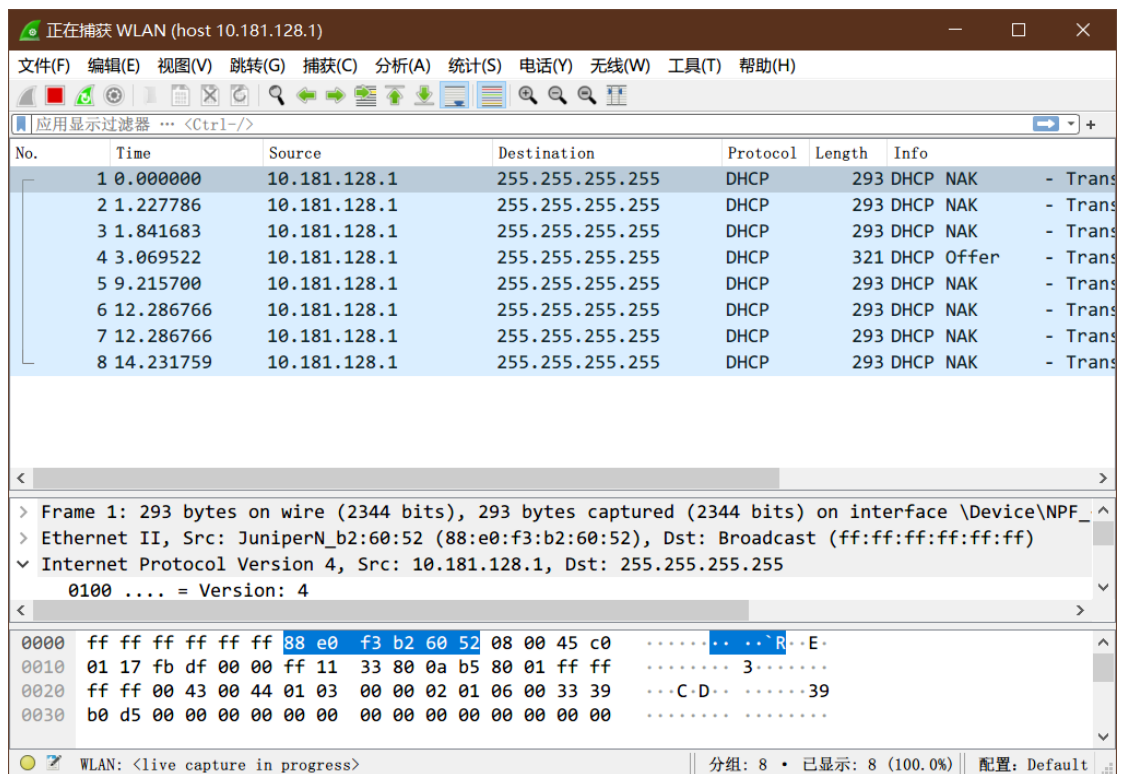 正在捕获 WLAN (host 10.181.128.1)
文件(F) 编辑(E) 视图(V) 跳转(G) 捕获(C) 分析(A) 统计(S) 电话(Y) 无线(W) 工具(T) 帮助(H)
应用显示过滤器 … <Ctrl-/>
No. Time Source Destination Protocol Length Info
1 0.000000 10.181.128.1 255.255.255.255 DHCP 293 DHCP NAK - Trans
2 1.227786 10.181.128.1 255.255.255.255 DHCP 293 DHCP NAK - Trans
3 1.841683 10.181.128.1 255.255.255.255 DHCP 293 DHCP NAK - Trans
4 3.069522 10.181.128.1 255.255.255.255 DHCP 321 DHCP Offer - Trans
5 9.215700 10.181.128.1 255.255.255.255 DHCP 293 DHCP NAK - Trans
6 12.286766 10.181.128.1 255.255.255.255 DHCP 293 DHCP NAK - Trans
7 12.286766 10.181.128.1 255.255.255.255 DHCP 293 DHCP NAK - Trans
8 14.231759 10.181.128.1 255.255.255.255 DHCP 293 DHCP NAK - Trans
Frame 1: 293 bytes on wire (2344 bits), 293 bytes captured (2344 bits) on interface \Device\NPF_
Ethernet II, Src: JuniperN_b2:60:52 (88:e0:f3:b2:60:52), Dst: Broadcast (ff:ff:ff:ff:ff:ff)
Internet Protocol Version 4, Src: 10.181.128.1, Dst: 255.255.255.255
0100 .... = Version: 4
0000 ff ff ff ff ff ff 88 e0 f3 b2 60 52 08 00 45 c0 ········ ··`R··E·
0010 01 17 fb df 00 00 ff 11 33 80 0a b5 80 01 ff ff ········ 3·······
0020 ff ff 00 43 00 44 01 03 00 00 02 01 06 00 33 39 ···C·D·· ······39
0030 b0 d5 00 00 00 00 00 00 00 00 00 00 00 00 00 00 ········ ········
WLAN: <live capture in progress> 分组: 8 • 已显示: 8 (100.0%) 配置: Default